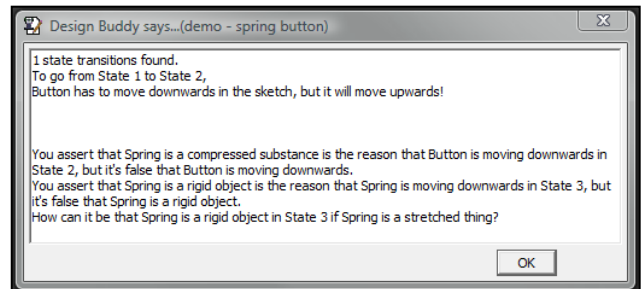 Design Buddy says...(demo - spring button)
1 state transitions found.
To go from State 1 to State 2,
Button has to move downwards in the sketch, but it will move upwards!
You assert that Spring is a compressed substance is the reason that Button is moving downwards in
State 2, but it's false that Button is moving downwards.
You assert that Spring is a rigid object is the reason that Spring is moving downwards in State 3, but
it's false that Spring is a rigid object.
How can it be that Spring is a rigid object in State 3 if Spring is a stretched thing?
OK